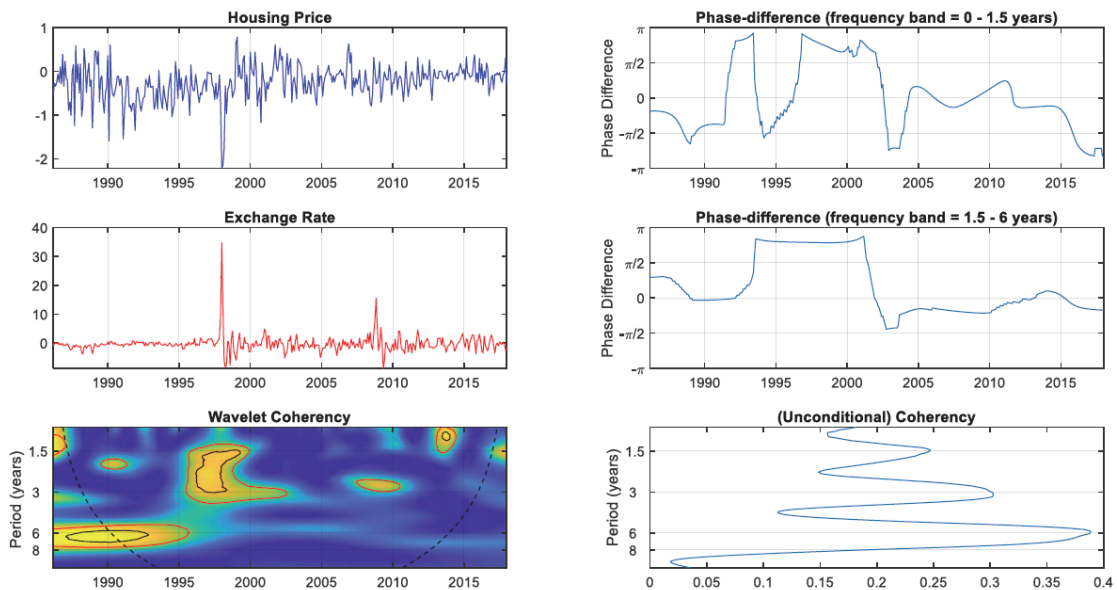 Housing Price
1
0
-1
-2
1990 1995 2000 2005 2010 2015
Phase-difference (frequency band = 0 - 1.5 years)
Phase Difference
π
π/2
0
-π/2
-π
1990 1995 2000 2005 2010 2015
Exchange Rate
40
30
20
10
0
1990 1995 2000 2005 2010 2015
Phase-difference (frequency band = 1.5 - 6 years)
Phase Difference
π
π/2
0
-π/2
-π
1990 1995 2000 2005 2010 2015
Wavelet Coherency
Period (years)
1.5
3
6
8
1990 1995 2000 2005 2010 2015
(Unconditional) Coherency
Period (years)
1.5
3
6
8
0 0.05 0.1 0.15 0.2 0.25 0.3 0.35 0.4